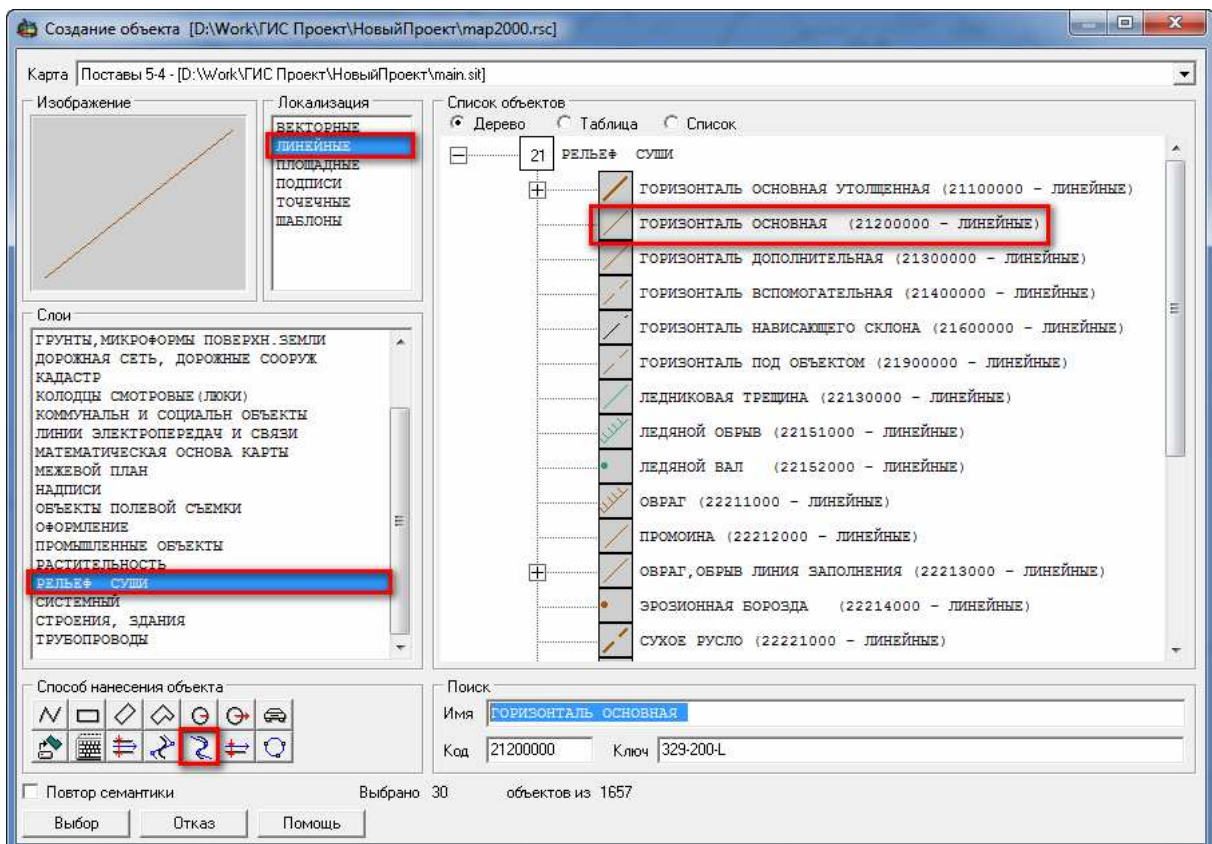 Создание объекта [D:\Work\ГИС Проект\НовыйПроект\map2000.rsc]
Карта Поставы 5-4 - [D:\Work\ГИС Проект\НовыйПроект\main.sit]
Изображение
Локализация
ВЕКТОРНЫЕ
ЛИНЕЙНЫЕ
ПЛОЩАДНЫЕ
ПОДПИСИ
ТОЧЕЧНЫЕ
ШАБЛОНЫ
Слои
ГРУНТЫ,МИКРОФОРМЫ ПОВЕРХН.ЗЕМЛИ
ДОРОЖНАЯ СЕТЬ, ДОРОЖНЫЕ СООРУЖ
КАДАСТР
КОЛОДЦЫ СМОТРОВЫЕ(ЛЮКИ)
КОММУНАЛЬН И СОЦИАЛЬН ОБЪЕКТЫ
ЛИНИИ ЭЛЕКТРОПЕРЕДАЧ И СВЯЗИ
МАТЕМАТИЧЕСКАЯ ОСНОВА КАРТЫ
МЕЖЕВОЙ ПЛАН
НАДПИСИ
ОБЪЕКТЫ ПОЛЕВОЙ СЪЕМКИ
ОФОРМЛЕНИЕ
ПРОМЫШЛЕННЫЕ ОБЪЕКТЫ
РАСТИТЕЛЬНОСТЬ
РЕЛЬЕФ СУШИ
СИСТЕМНЫЙ
СТРОЕНИЯ, ЗДАНИЯ
ТРУБОПРОВОДЫ
Список объектов
Дерево Таблица Список
21 РЕЛЬЕФ СУШИ
ГОРИЗОНТАЛЬ ОСНОВНАЯ УТОЛЩЕННАЯ (21100000 - ЛИНЕЙНЫЕ)
ГОРИЗОНТАЛЬ ОСНОВНАЯ (21200000 - ЛИНЕЙНЫЕ)
ГОРИЗОНТАЛЬ ДОПОЛНИТЕЛЬНАЯ (21300000 - ЛИНЕЙНЫЕ)
ГОРИЗОНТАЛЬ ВСПОМОГАТЕЛЬНАЯ (21400000 - ЛИНЕЙНЫЕ)
ГОРИЗОНТАЛЬ НАВИСАЮЩЕГО СКЛОНА (21600000 - ЛИНЕЙНЫЕ)
ГОРИЗОНТАЛЬ ПОД ОБЪЕКТОМ (21900000 - ЛИНЕЙНЫЕ)
ЛЕДНИКОВАЯ ТРЕЩИНА (22130000 - ЛИНЕЙНЫЕ)
ЛЕДЯНОЙ ОБРЫВ (22151000 - ЛИНЕЙНЫЕ)
ЛЕДЯНОЙ ВАЛ (22152000 - ЛИНЕЙНЫЕ)
ОВРАГ (22211000 - ЛИНЕЙНЫЕ)
ПРОМОИНА (22212000 - ЛИНЕЙНЫЕ)
ОВРАГ,ОБРЫВ ЛИНИЯ ЗАПОЛНЕНИЯ (22213000 - ЛИНЕЙНЫЕ)
ЭРОЗИОННАЯ БОРОЗДА (22214000 - ЛИНЕЙНЫЕ)
СУХОЕ РУСЛО (22221000 - ЛИНЕЙНЫЕ)
Способ нанесения объекта
Поиск
Имя ГОРИЗОНТАЛЬ ОСНОВНАЯ
Код 21200000 Ключ 329-200-L
Повтор семантики Выбрано 30 объектов из 1657
Выбор Отказ Помощь